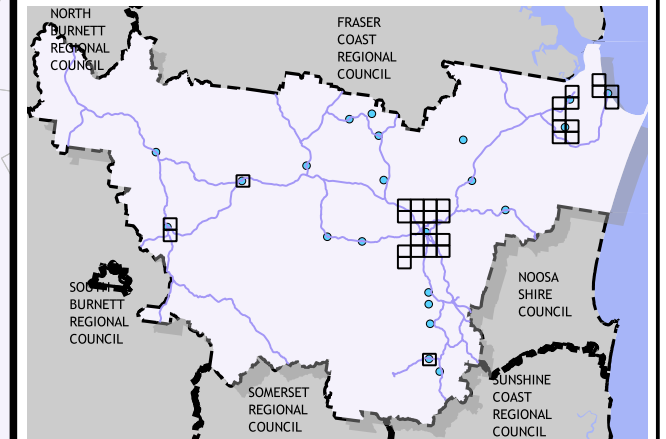 NORTH
BURNETT
REGIONAL
COUNCIL
FRASER
COAST
REGIONAL
COUNCIL
SOUTH
BURNETT
REGIONAL
COUNCIL
NOOSA
SHIRE
COUNCIL
SOMERSET
REGIONAL
COUNCIL
SUNSHINE
COAST
REGIONAL
COUNCIL